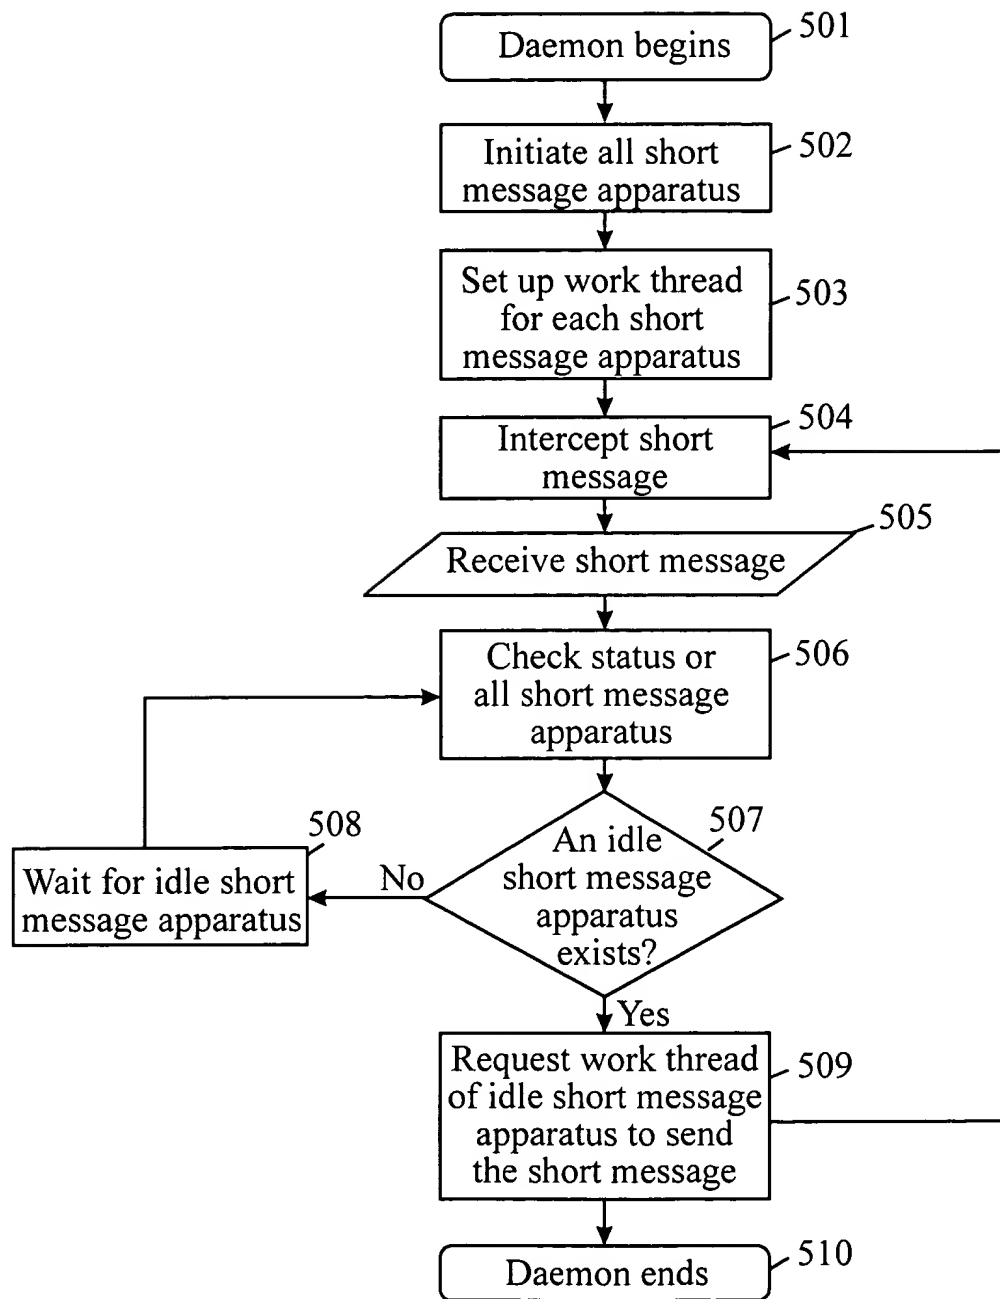 Daemon begins
501
Initiate all short
message apparatus
502
Set up work thread
for each short
message apparatus
503
Intercept short
message
504
Receive short message
505
Check status or
all short message
apparatus
506
An idle
short message
apparatus
exists?
507
No
Wait for idle short
message apparatus
508
Yes
Request work thread
of idle short message
apparatus to send
the short message
509
Daemon ends
510